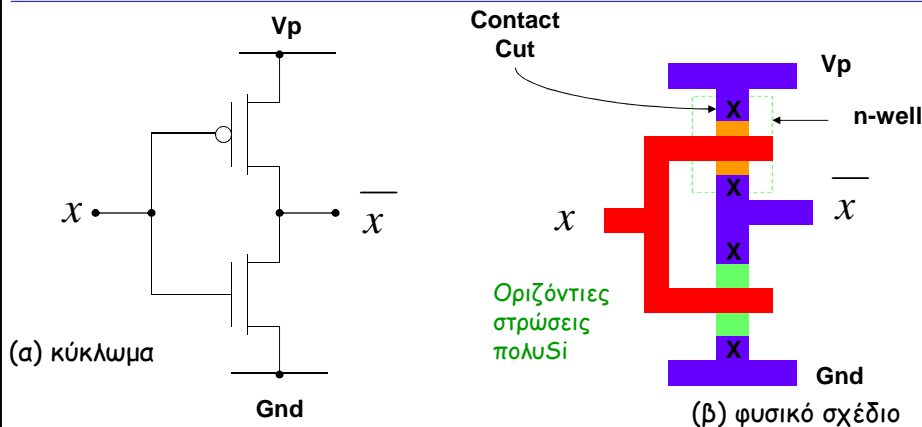 Vp
x
x
(α) κύκλωμα
Gnd
Contact
Cut
Vp
X
n-well
X
x
x
X
Οριζόντιες
στρώσεις
πολυSi
X
Gnd
(β) φυσικό σχέδιο